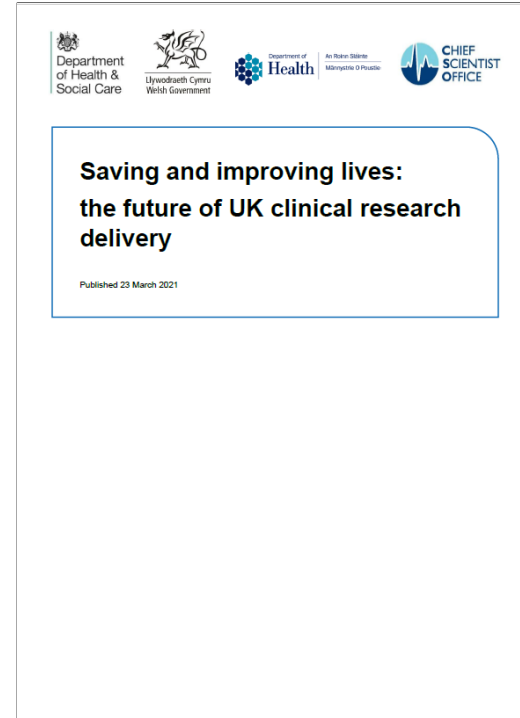 Department
of Health &
Social Care
Llywodraeth Cymru
Welsh Government
Department of
Health
An Roinn Sláinte
Männystrie O Poustie
CHIEF
SCIENTIST
OFFICE
Saving and improving lives:
the future of UK clinical research
delivery
Published 23 March 2021